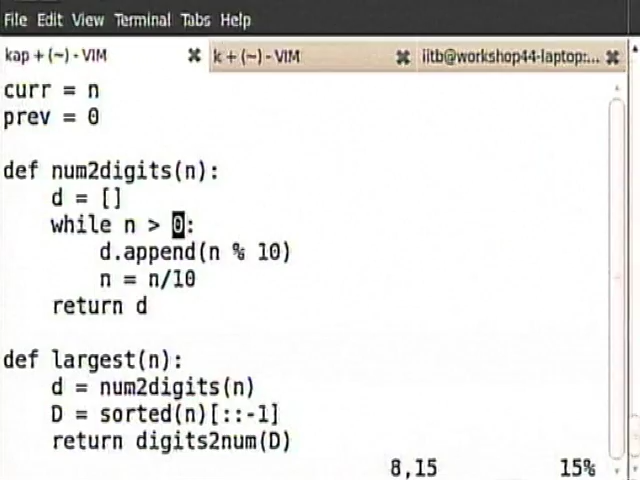 File Edit View Terminal Tabs Help
kap + (~) - VIM
k + (~) - VIM
iitb@workshop44-laptop:...
curr = n
prev = 0
def num2digits(n):
    d = []
    while n > 0:
        d.append(n % 10)
        n = n/10
    return d
def largest(n):
    d = num2digits(n)
    D = sorted(n)[::-1]
    return digits2num(D)
8,15 15%